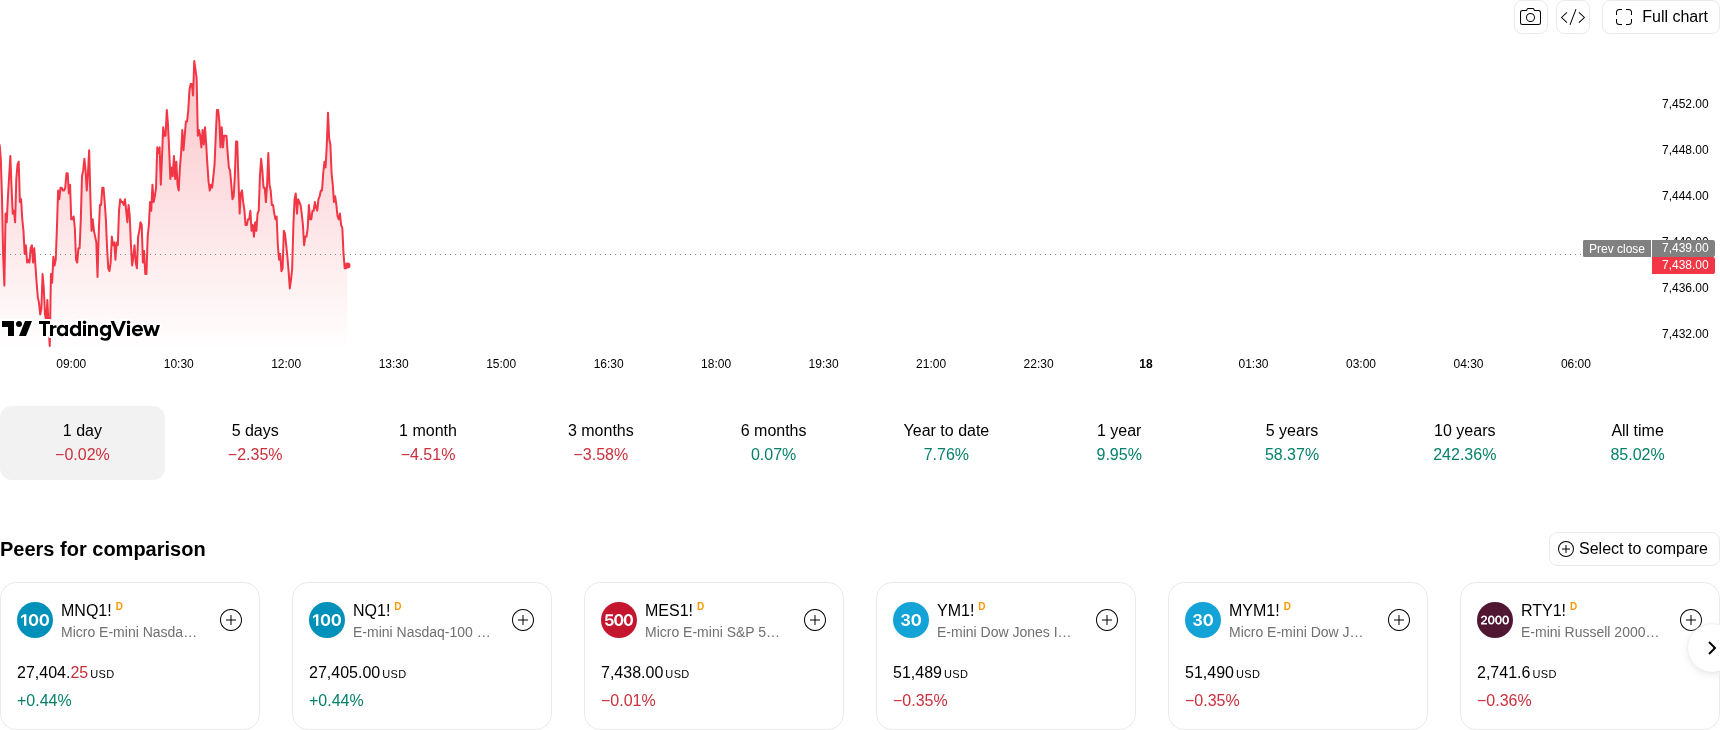 Full chart
7,452.00
7,448.00
7,444.00
Prev close 7,439.00
7,438.00
7,436.00
7,432.00
TradingView
09:00 10:30 12:00 13:30 15:00 16:30 18:00 19:30 21:00 22:30 18 01:30 03:00 04:30 06:00
1 day 5 days 1 month 3 months 6 months Year to date 1 year 5 years 10 years All time
−0.02% −2.35% −4.51% −3.58% 0.07% 7.76% 9.95% 58.37% 242.36% 85.02%
Peers for comparison
Select to compare
100 MNQ1! D
Micro E-mini Nasda…
27,404.25 USD
+0.44%
100 NQ1! D
E-mini Nasdaq-100 …
27,405.00 USD
+0.44%
500 MES1! D
Micro E-mini S&P 5…
7,438.00 USD
−0.01%
30 YM1! D
E-mini Dow Jones I…
51,489 USD
−0.35%
30 MYM1! D
Micro E-mini Dow J…
51,490 USD
−0.35%
2000 RTY1! D
E-mini Russell 2000…
2,741.6 USD
−0.36%